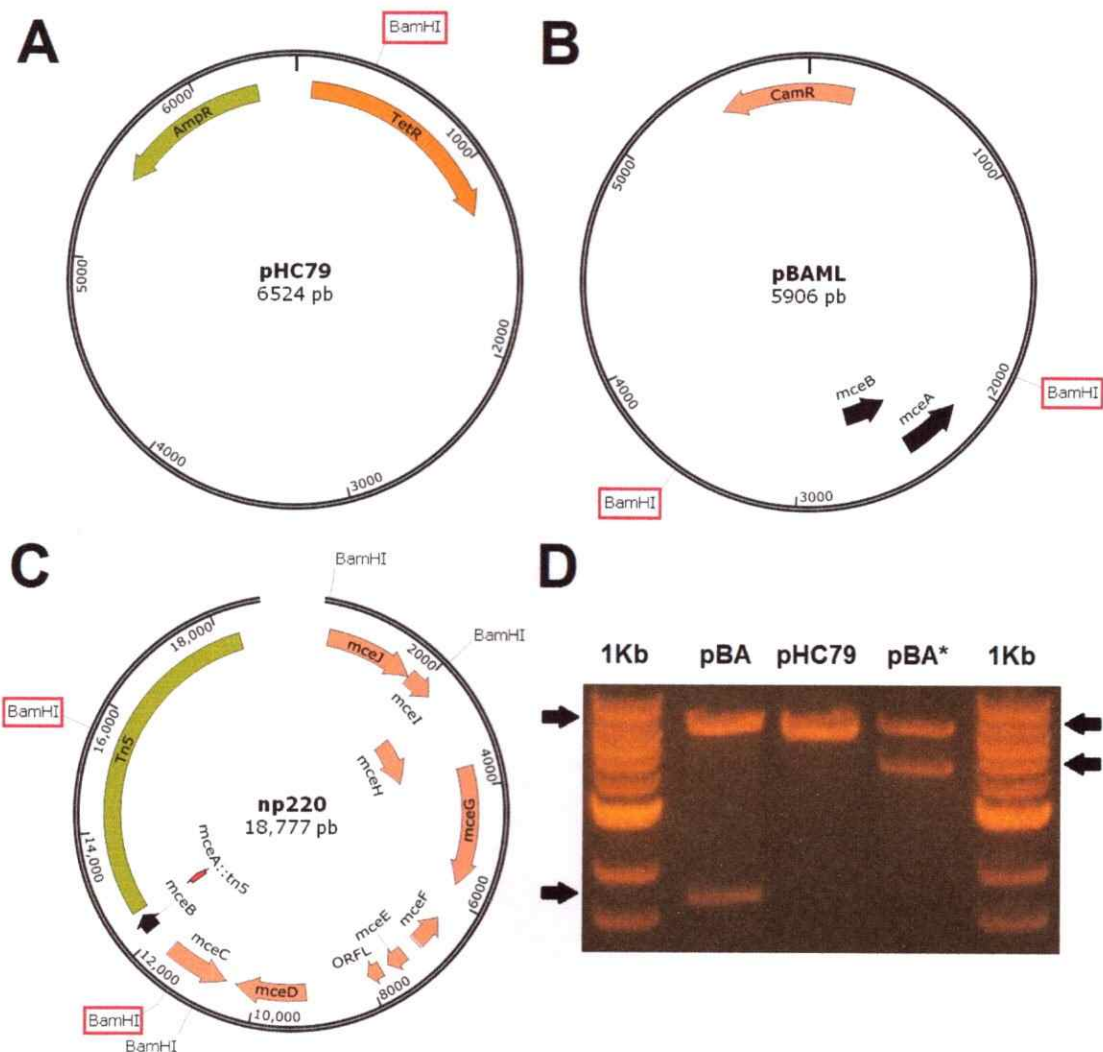 A
BamHI
6000
AmpR
TetR
1000
5000
pHC79
6524 pb
2000
4000
3000
B
CamR
5000
1000
pBAML
5906 pb
mceB
mceA
BamHI
2000
4000
BamHI
3000
C
BamHI
18,000
mceJ
2000
BamHI
mceI
BamHI
16,000
Tn5
mceH
4000
mceG
np220
18,777 pb
14,000
mceA::tn5
mceB
6000
mceF
mceE
ORFL
mceC
12,000
8000
mceD
BamHI
10,000
BamHI
D
1Kb pBA pHC79 pBA* 1Kb